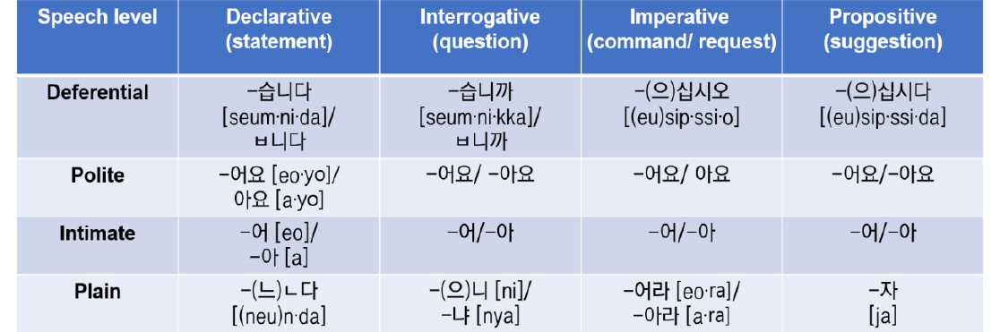 Speech level Declarative (statement) Interrogative (question) Imperative (command/ request) Propositive (suggestion)
Deferential –습니다 [seum·ni·da]/ ㅂ니다 –습니까 [seum·ni·kka]/ ㅂ니까 –(으)십시오 [(eu)sip·ssi·o] –(으)십시다 [(eu)sip·ssi·da]
Polite –어요 [eo·yo]/ 아요 [a·yo] –어요/ –아요 –어요/ 아요 –어요/–아요
Intimate –어 [eo]/ –아 [a] –어/–아 –어/–아 –어/–아
Plain –(느)ㄴ다 [(neu)n·da] –(으)니 [ni]/ –냐 [nya] –어라 [eo·ra]/ –아라 [a·ra] –자 [ja]